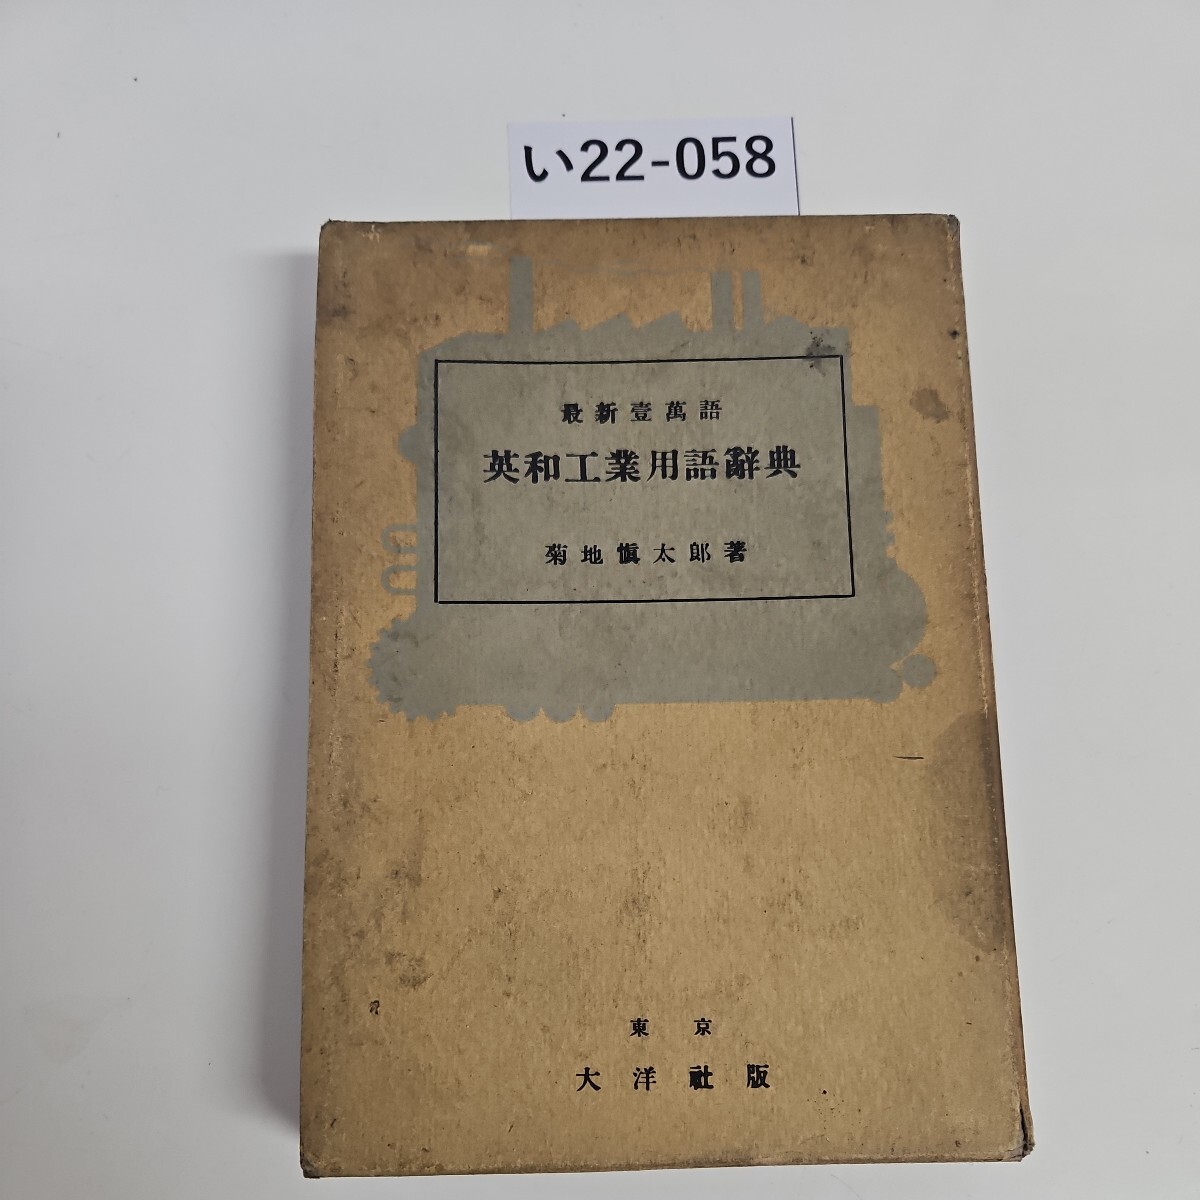 い22-058
最新壹萬語
英和工業用語辭典
菊地愼太郎著
東京
大洋社版